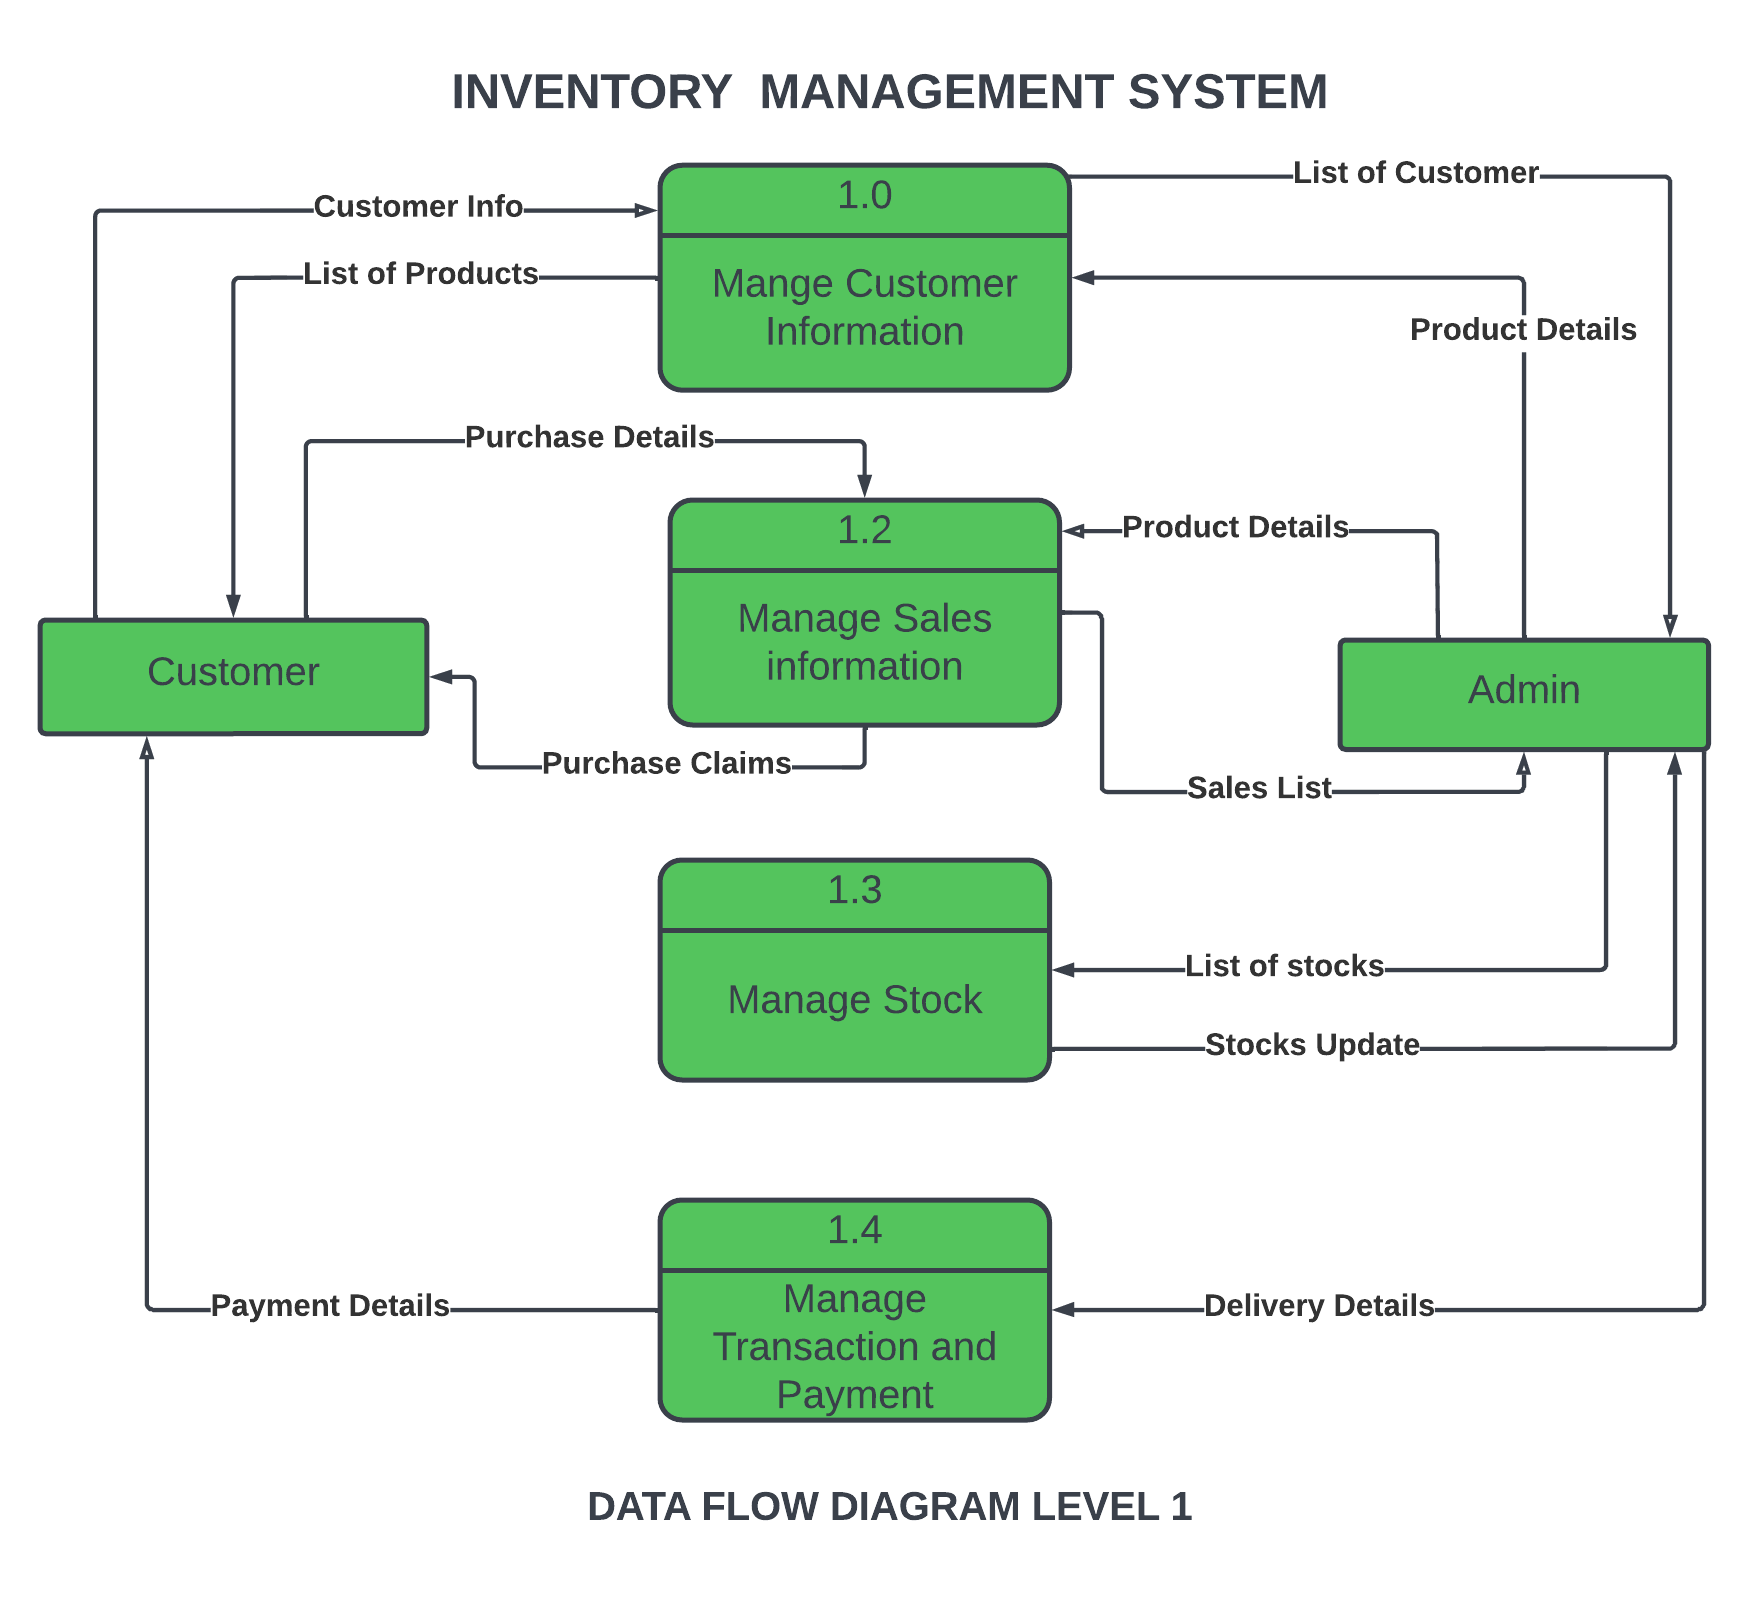 INVENTORY  MANAGEMENT SYSTEM
1.0
List of Customer
Customer Info
List of Products
Mange Customer
Information
Product Details
Purchase Details
1.2
Product Details
Manage Sales
information
Customer
Admin
Purchase Claims
Sales List
1.3
List of stocks
Manage Stock
Stocks Update
1.4
Manage
Transaction and
Payment
Payment Details
Delivery Details
DATA FLOW DIAGRAM LEVEL 1